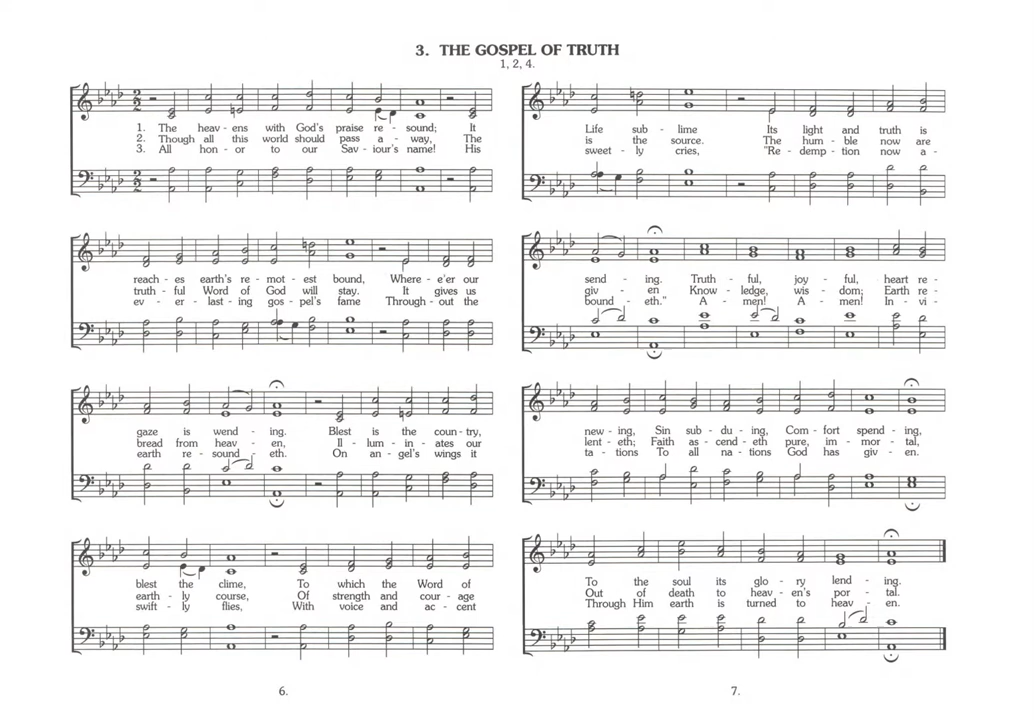 3. THE GOSPEL OF TRUTH
1, 2, 4.
1. The heav - ens with God's praise re - sound; It
2. Though all this world should pass a - way, The
3. All hon - or to our Sav - iour's name! His
reach - es earth's re - mot - est bound, Where - e'er our
truth - ful Word of God will stay. It gives us
ev - er - last - ing gos - pel's fame Through - out the
gaze is wend - ing. Blest is the coun - try,
bread from heav - en, Il - lum - in - ates our
earth re - sound - eth. On an - gel's wings it
blest the clime, To which the Word of
earth - ly course, Of strength and cour - age
swift - ly flies, With voice and ac - cent
6.
Life sub - lime Its light and truth is
is the source. The hum - ble now are
sweet - ly cries, "Re - demp - tion now a -
send - ing. Truth - ful, joy - ful, heart re -
giv - en Know - ledge, wis - dom; Earth re -
bound - eth." A - men! A - men! In - vi -
new - ing, Sin sub - du - ing, Com - fort spend - ing,
lent - eth; Faith as - cend - eth pure, im - mor - tal,
ta - tions To all na - tions God has giv - en.
To the soul its glo - ry lend - ing.
Out of death to heav - en's por - tal.
Through Him earth is turned to heav - en.
7.